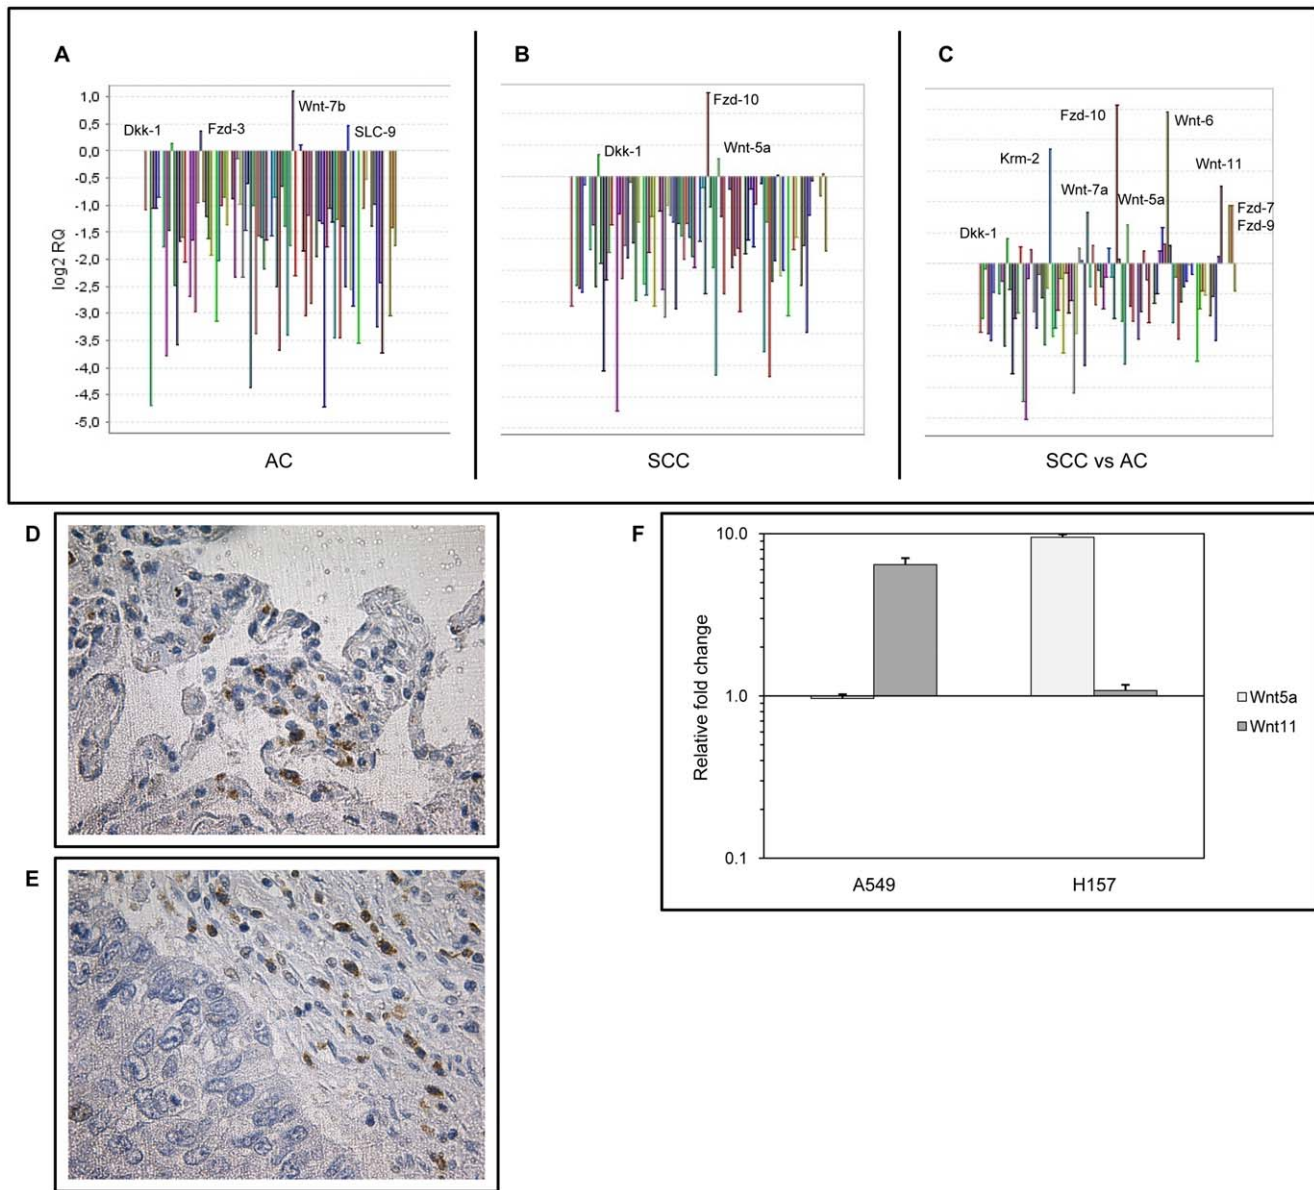 A
B
C
1,0
0,5
0,0
-0,5
-1,0
-1,5
-2,0
-2,5
-3,0
-3,5
-4,0
-4,5
-5,0
log2 RQ
Dkk-1
Fzd-3
Wnt-7b
SLC-9
AC
Dkk-1
Fzd-10
Wnt-5a
SCC
Dkk-1
Krm-2
Fzd-10
Wnt-7a
Wnt-5a
Wnt-6
Wnt-11
Fzd-7
Fzd-9
SCC vs AC
D
E
F
10.0
1.0
0.1
Relative fold change
A549
H157
Wnt5a
Wnt11